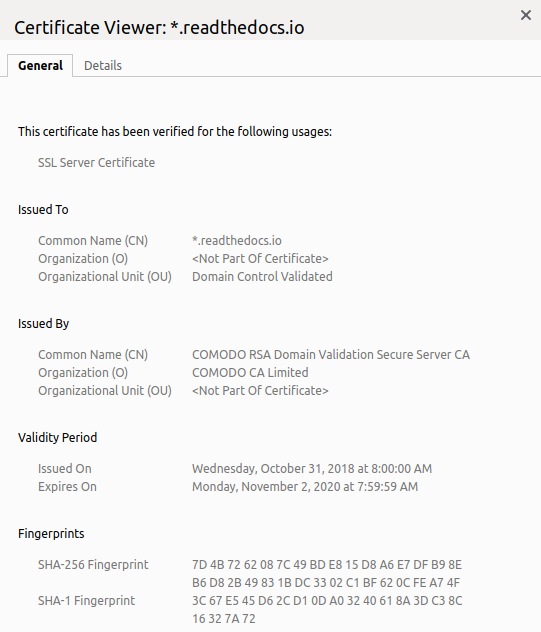 Certificate Viewer: *.readthedocs.io
General Details
This certificate has been verified for the following usages:
SSL Server Certificate
Issued To
Common Name (CN) *.readthedocs.io
Organization (O) <Not Part Of Certificate>
Organizational Unit (OU) Domain Control Validated
Issued By
Common Name (CN) COMODO RSA Domain Validation Secure Server CA
Organization (O) COMODO CA Limited
Organizational Unit (OU) <Not Part Of Certificate>
Validity Period
Issued On Wednesday, October 31, 2018 at 8:00:00 AM
Expires On Monday, November 2, 2020 at 7:59:59 AM
Fingerprints
SHA-256 Fingerprint 7D 4B 72 62 08 7C 49 BD E8 15 D8 A6 E7 DF B9 8E
B6 D8 2B 49 83 1B DC 33 02 C1 BF 62 0C FE A7 4F
SHA-1 Fingerprint 3C 67 E5 45 D6 2C D1 0D A0 32 40 61 8A 3D C3 8C
16 32 7A 72